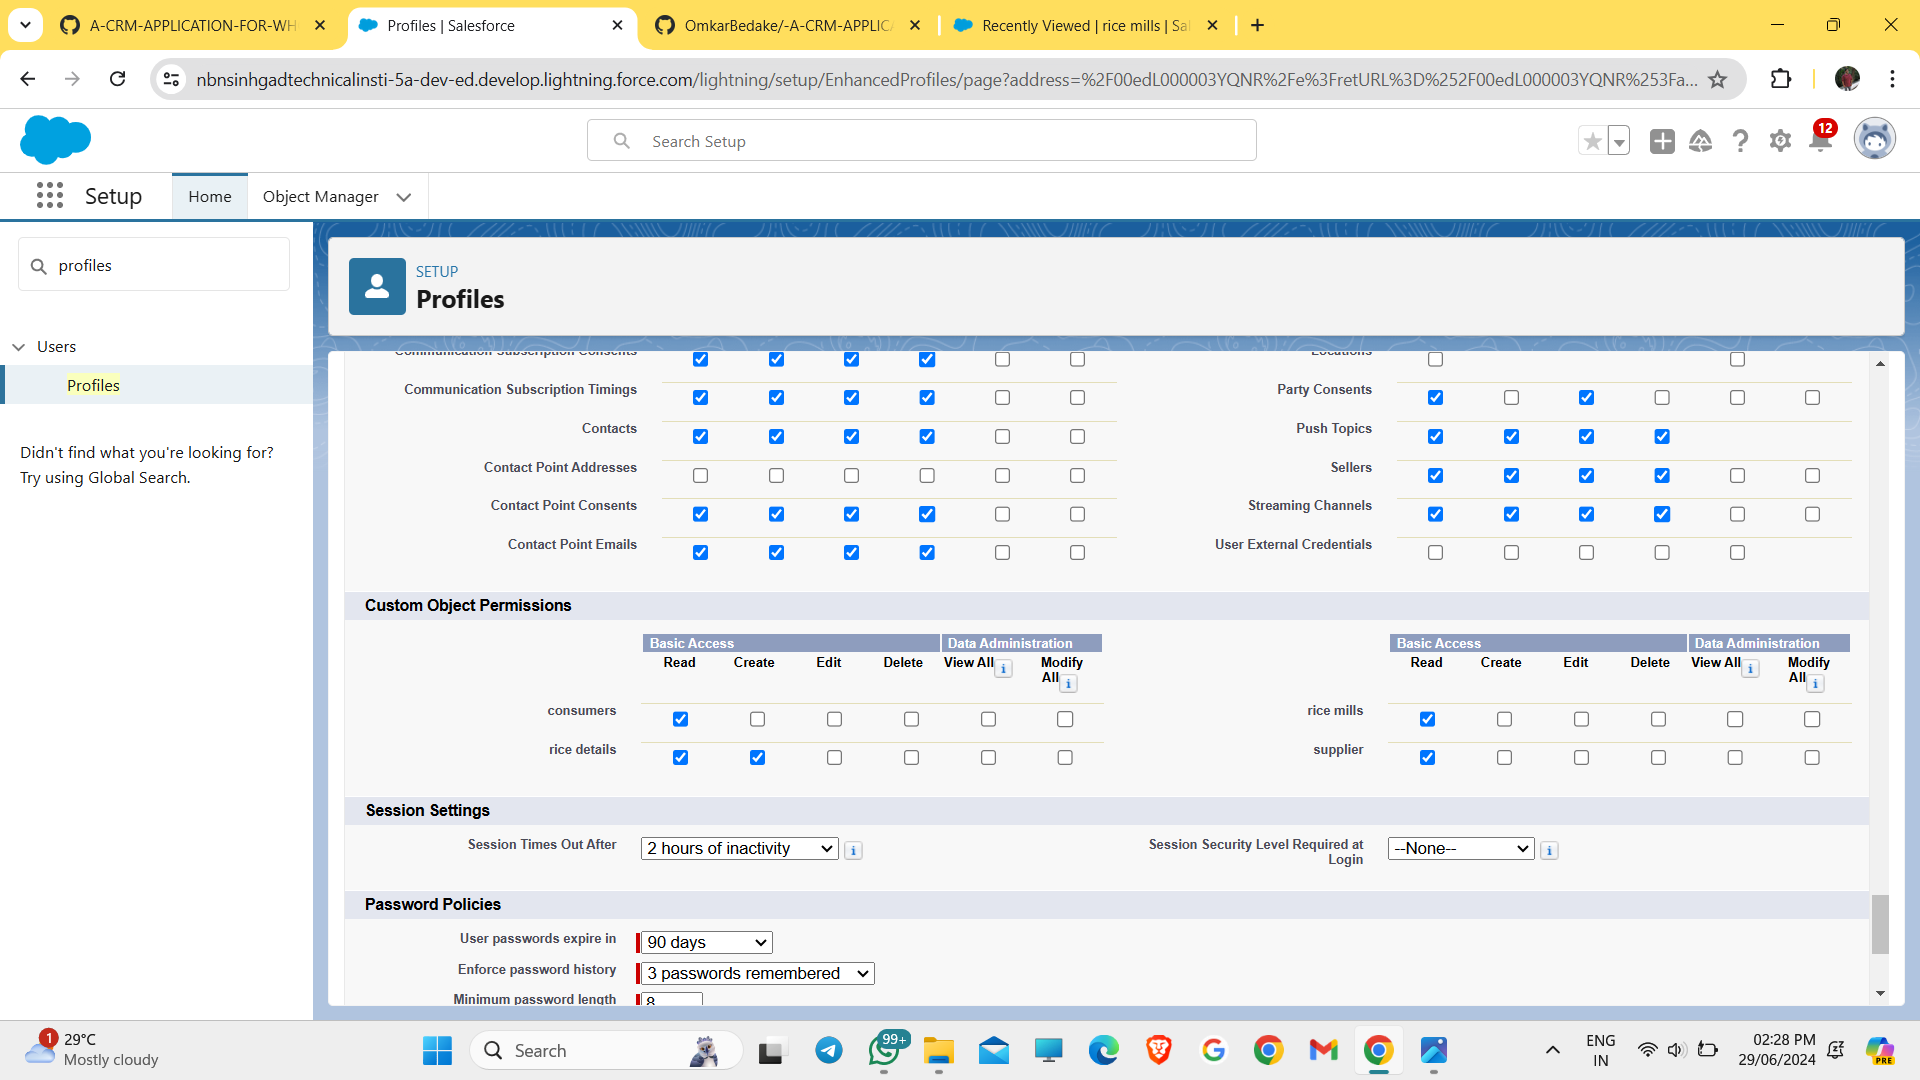 A-CRM-APPLICATION-FOR-WH
Profiles | Salesforce
OmkarBedake/-A-CRM-APPLICA
Recently Viewed | rice mills | Sa
nbnsinhgadtechnicalinsti-5a-dev-ed.develop.lightning.force.com/lightning/setup/EnhancedProfiles/page?address=%2F00edL000003YQNR%2Fe%3FretURL%3D%252F00edL000003YQNR%253Fa...
Search Setup
12
Setup
Home
Object Manager
profiles
Users
Profiles
Didn't find what you're looking for?
Try using Global Search.
SETUP
Profiles
Communication Subscription Consents
Locations
Communication Subscription Timings
Party Consents
Contacts
Push Topics
Contact Point Addresses
Sellers
Contact Point Consents
Streaming Channels
Contact Point Emails
User External Credentials
Custom Object Permissions
Basic Access Data Administration
Read Create Edit Delete View All i Modify All i
Basic Access Data Administration
Read Create Edit Delete View All i Modify All i
consumers
rice mills
rice details
supplier
Session Settings
Session Times Out After
2 hours of inactivity
i
Session Security Level Required at
Login
--None--
i
Password Policies
User passwords expire in
90 days
Enforce password history
3 passwords remembered
Minimum password length
8
1
29°C
Mostly cloudy
Search
99+
ENG
IN
02:28 PM
29/06/2024
PRE